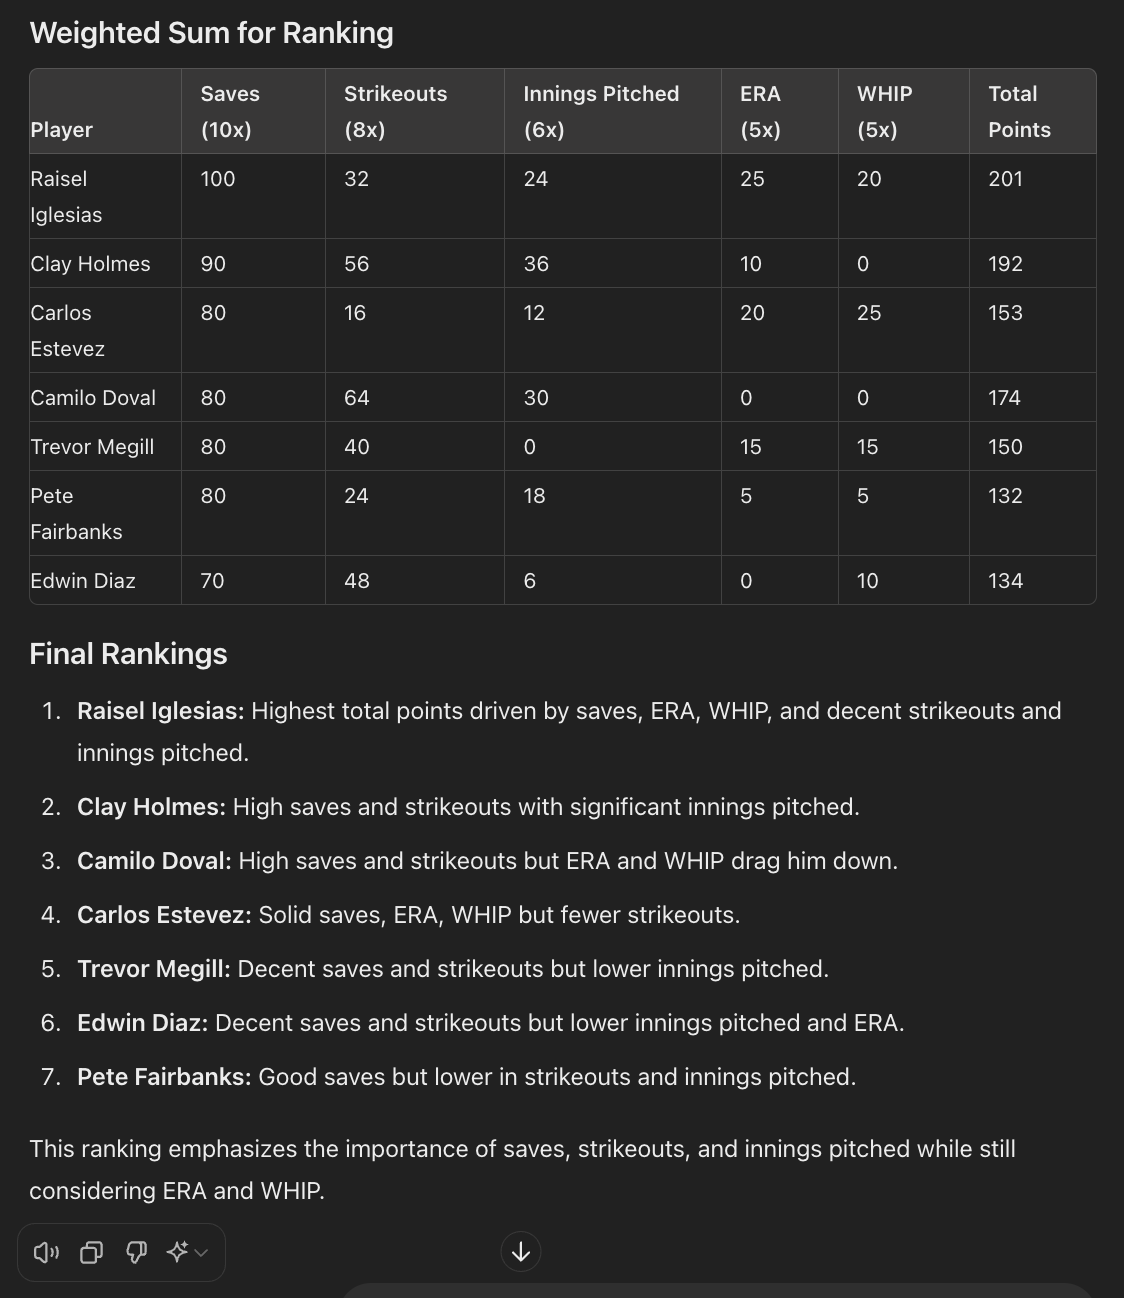 Weighted Sum for Ranking
Player Saves (10x) Strikeouts (8x) Innings Pitched (6x) ERA (5x) WHIP (5x) Total Points
Raisel Iglesias 100 32 24 25 20 201
Clay Holmes 90 56 36 10 0 192
Carlos Estevez 80 16 12 20 25 153
Camilo Doval 80 64 30 0 0 174
Trevor Megill 80 40 0 15 15 150
Pete Fairbanks 80 24 18 5 5 132
Edwin Diaz 70 48 6 0 10 134
Final Rankings
1. Raisel Iglesias: Highest total points driven by saves, ERA, WHIP, and decent strikeouts and
innings pitched.
2. Clay Holmes: High saves and strikeouts with significant innings pitched.
3. Camilo Doval: High saves and strikeouts but ERA and WHIP drag him down.
4. Carlos Estevez: Solid saves, ERA, WHIP but fewer strikeouts.
5. Trevor Megill: Decent saves and strikeouts but lower innings pitched.
6. Edwin Diaz: Decent saves and strikeouts but lower innings pitched and ERA.
7. Pete Fairbanks: Good saves but lower in strikeouts and innings pitched.
This ranking emphasizes the importance of saves, strikeouts, and innings pitched while still
considering ERA and WHIP.